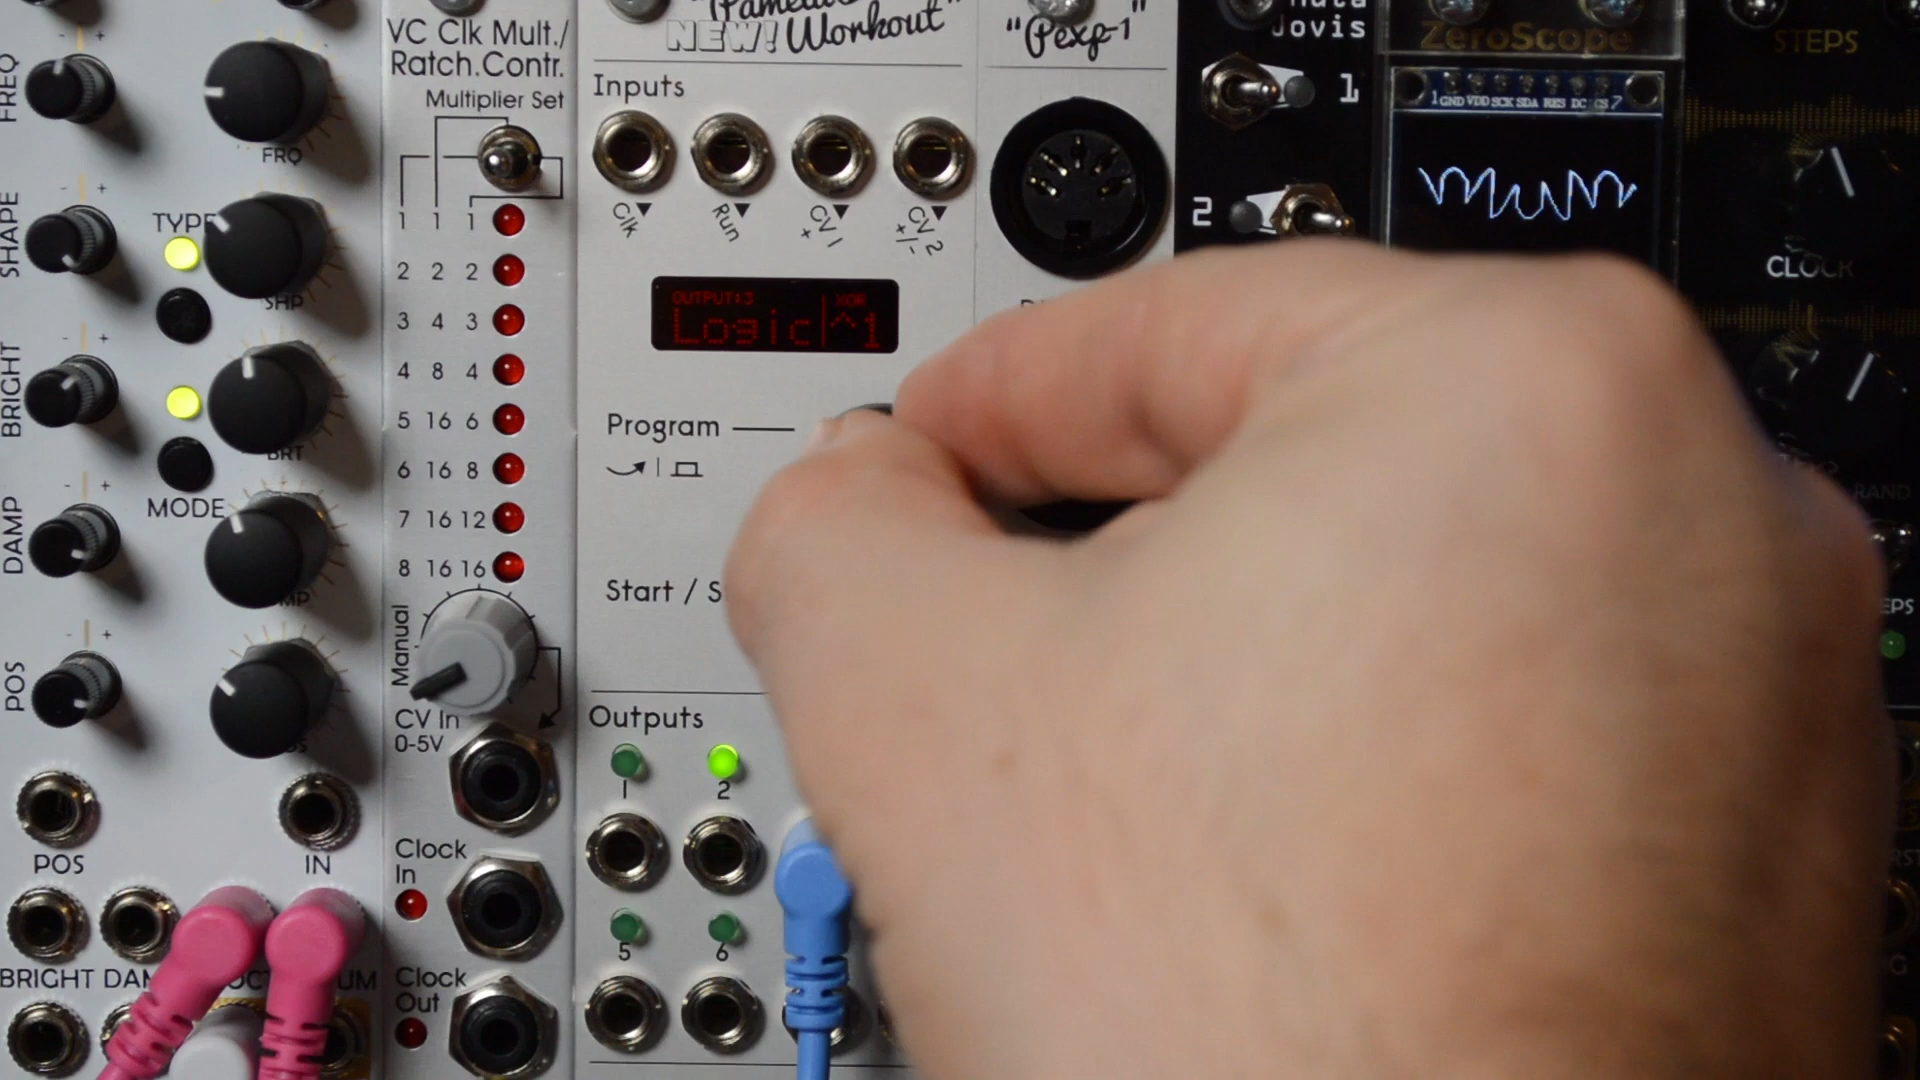 FREQ
- +
FRQ
SHAPE
- +
TYPE
SHP
BRIGHT
- +
BRT
MODE
DAMP
- +
POS
- +
POS
IN
BRIGHT
VC Clk Mult./
Ratch.Contr.
Multiplier Set
1 1 1
2 2 2
3 4 3
4 8 4
5 16 6
6 16 8
7 16 12
8 16 16
Manual
CV In
0-5V
Clock
In
Clock
Out
NEW! Workout"
Inputs
Clk
Run
CV 1
+
CV 2
+/-
OUTPUT:3 XOR
Logic|^1
Program
Start / S
Outputs
1 2
5 6
"Pexp-1"
Jovis
1
2
ZeroScope
1 GND VDD SCK SDA RES DC CS 7
STEPS
CLOCK
RAND